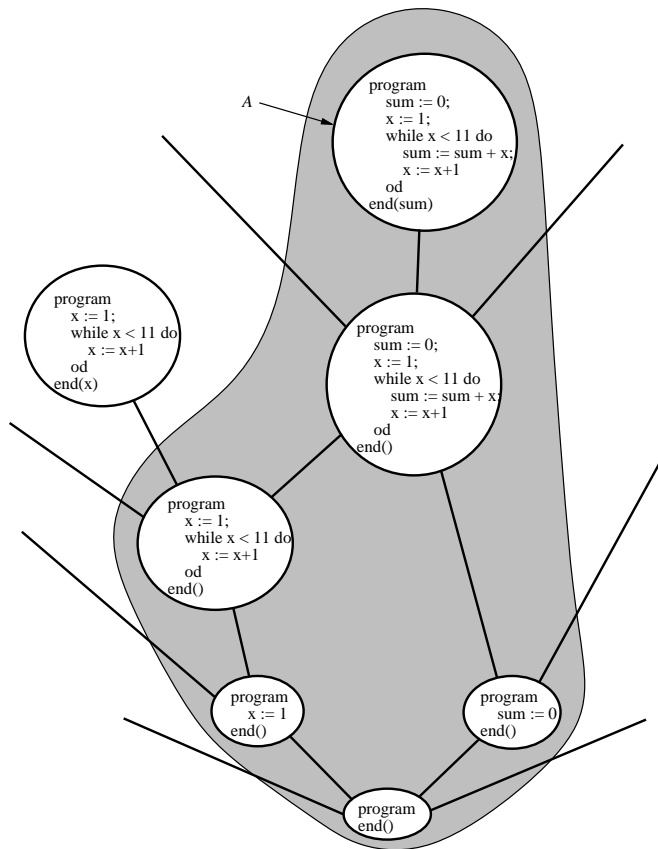 A
program
sum := 0;
x := 1;
while x < 11 do
sum := sum + x;
x := x+1
od
end(sum)
program
x := 1;
while x < 11 do
x := x+1
od
end(x)
program
sum := 0;
x := 1;
while x < 11 do
sum := sum + x;
x := x+1
od
end()
program
x := 1;
while x < 11 do
x := x+1
od
end()
program
x := 1
end()
program
sum := 0
end()
program
end()